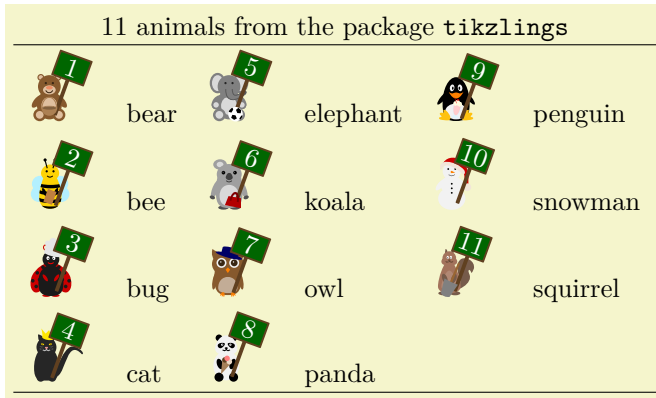 11 animals from the package tikzlings
1 bear 5 elephant 9 penguin
2 bee 6 koala 10 snowman
3 bug 7 owl 11 squirrel
4 cat 8 panda